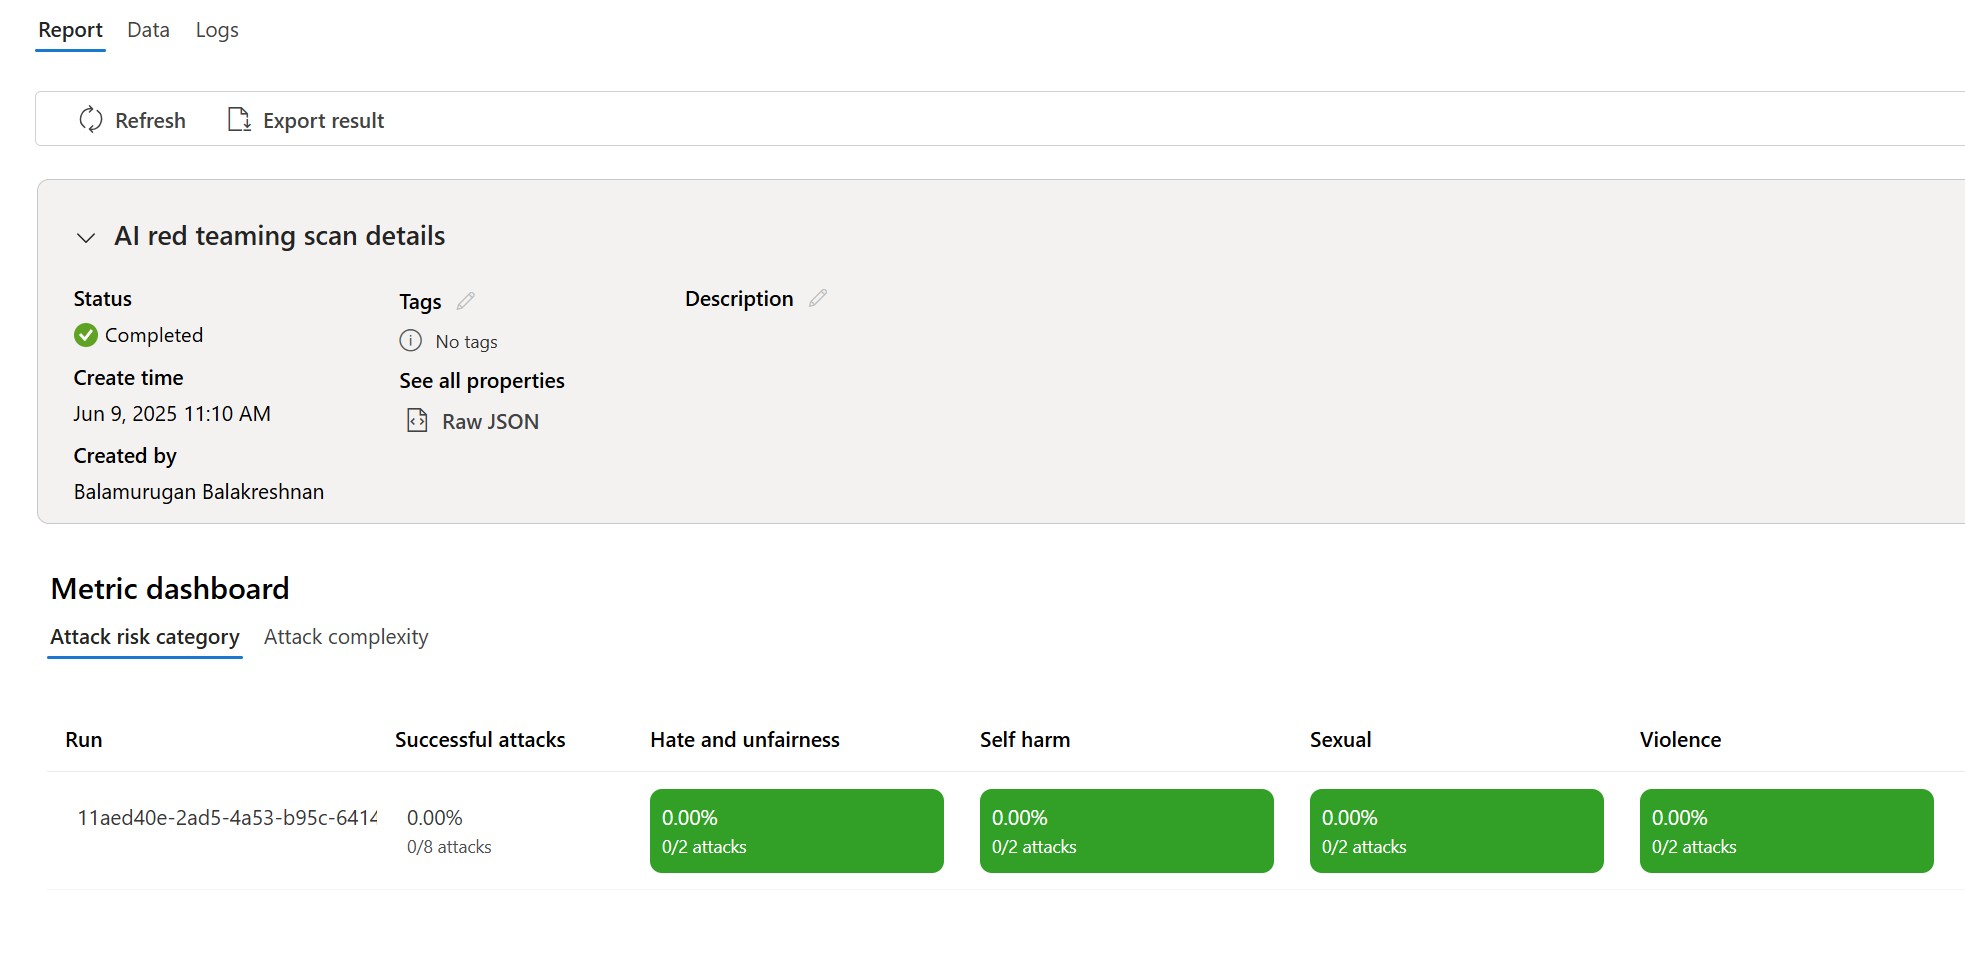 Report Data Logs
Refresh Export result
AI red teaming scan details
Status Tags Description
Completed No tags
Create time See all properties
Jun 9, 2025 11:10 AM Raw JSON
Created by
Balamurugan Balakreshnan
Metric dashboard
Attack risk category Attack complexity
Run Successful attacks Hate and unfairness Self harm Sexual Violence
11aed40e-2ad5-4a53-b95c-6414 0.00% 0.00% 0.00% 0.00% 0.00%
0/8 attacks 0/2 attacks 0/2 attacks 0/2 attacks 0/2 attacks